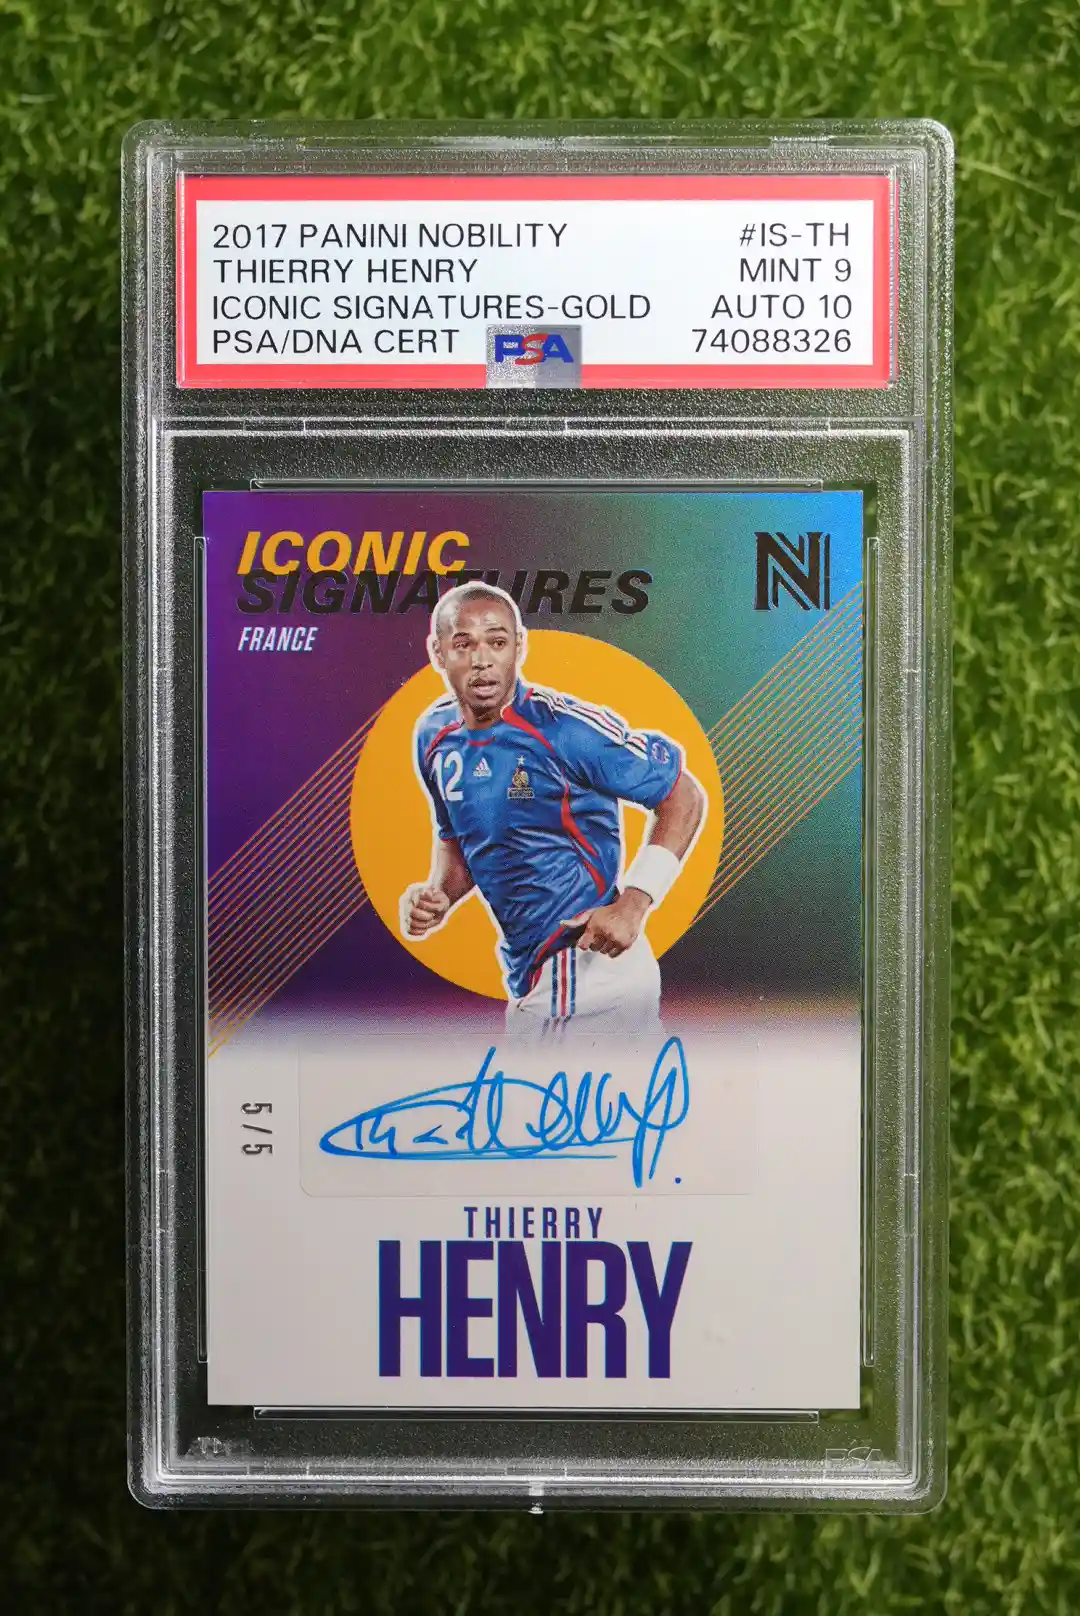 2017 PANINI NOBILITY #IS-TH
THIERRY HENRY MINT 9
ICONIC SIGNATURES-GOLD AUTO 10
PSA/DNA CERT PSA 74088326
ICONIC
SIGNATURES
N
FRANCE
12
5/5
THIERRY
HENRY
PSA